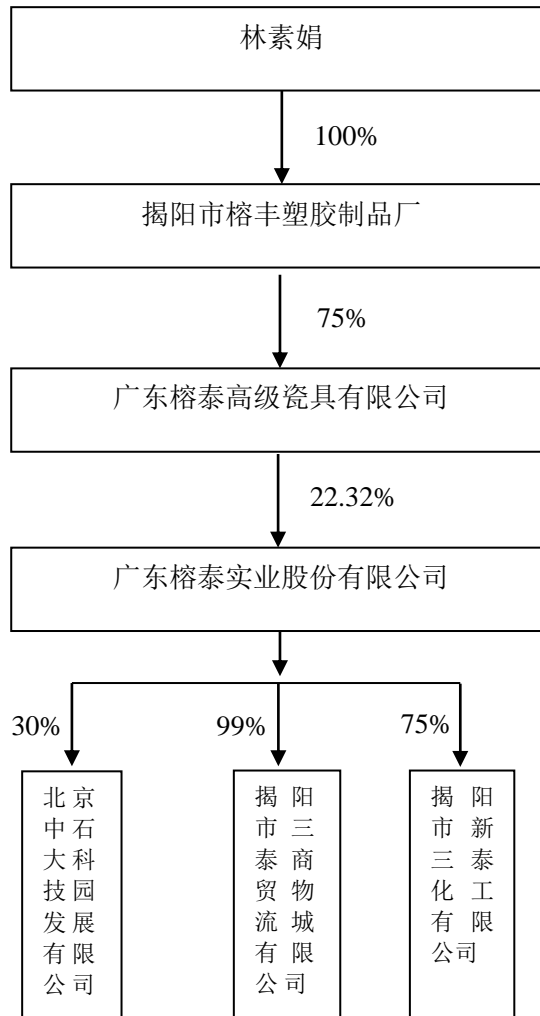 林素娟
100%
揭阳市榕丰塑胶制品厂
75%
广东榕泰高级瓷具有限公司
22.32%
广东榕泰实业股份有限公司
30%
99%
75%
北京
中石
大科
技园
发展
有限
公司
揭阳
市三
泰商
贸物
流城
有限
公司
揭阳
市新
三泰
化工
有限
公司